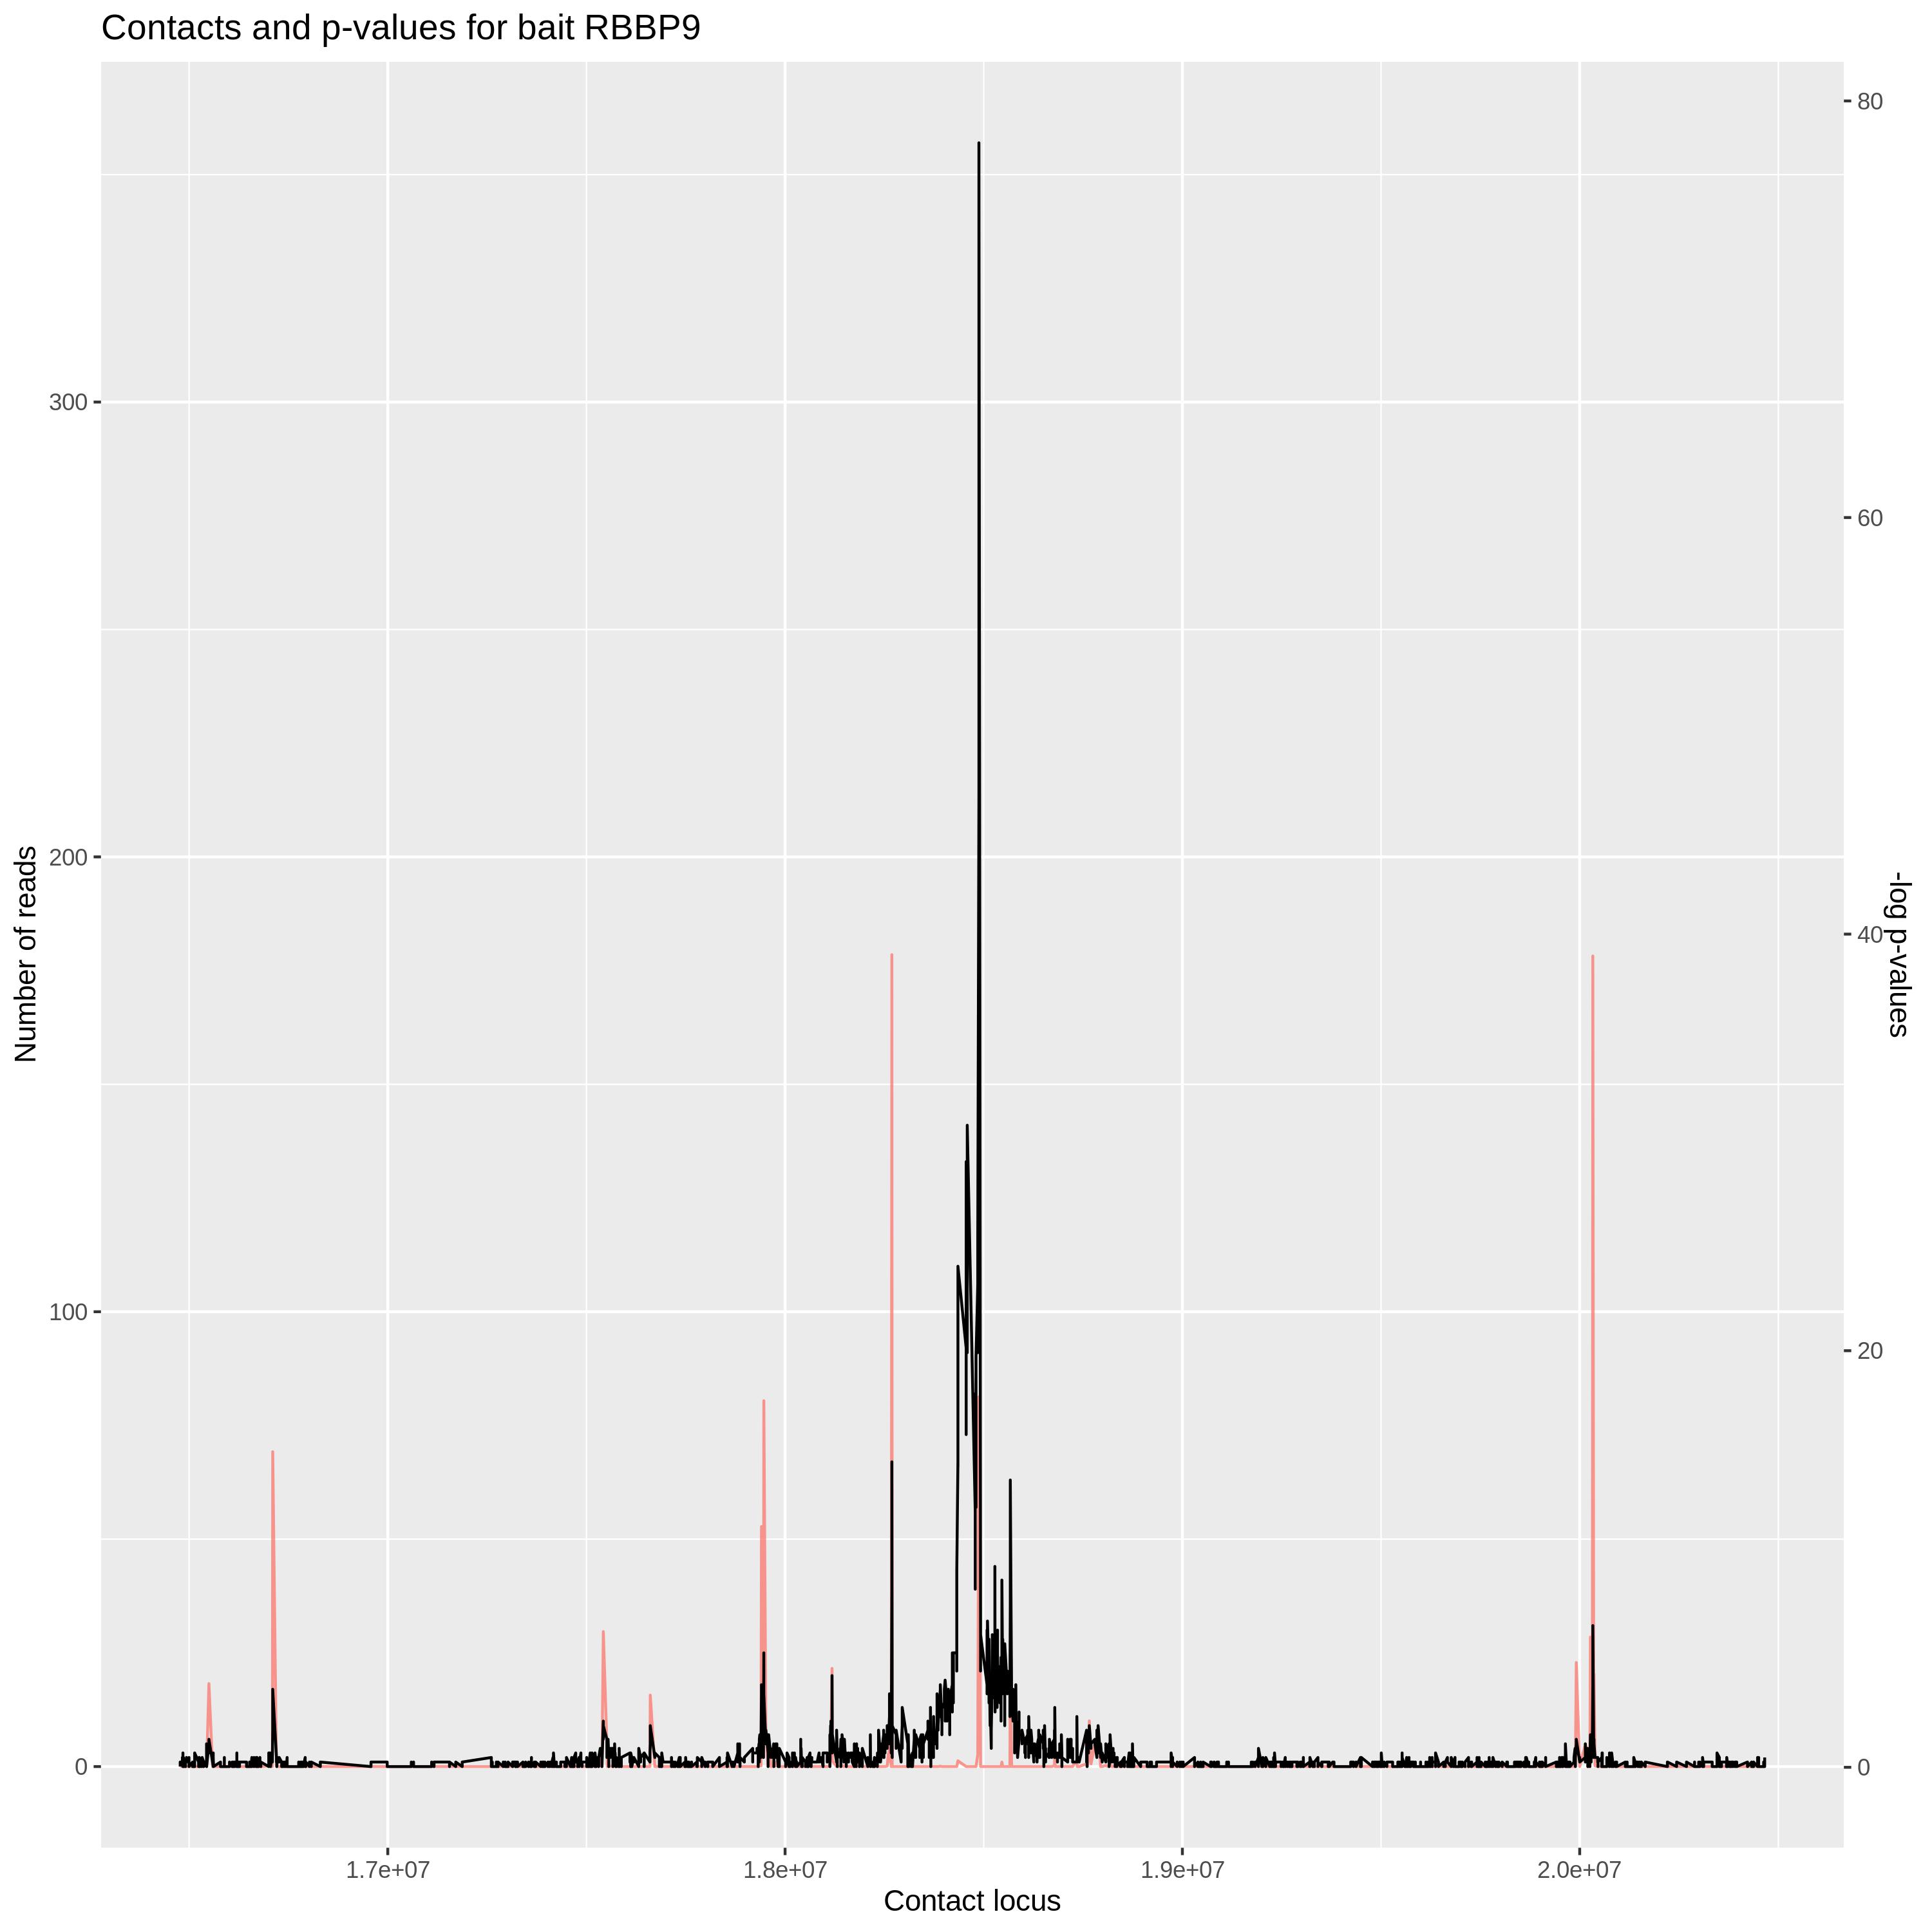 Contacts and p-values for bait RBBP9
80
300
60
200
Number of reads
40
-log p-values
100
20
0
0
1.7e+07
1.8e+07
1.9e+07
2.0e+07
Contact locus